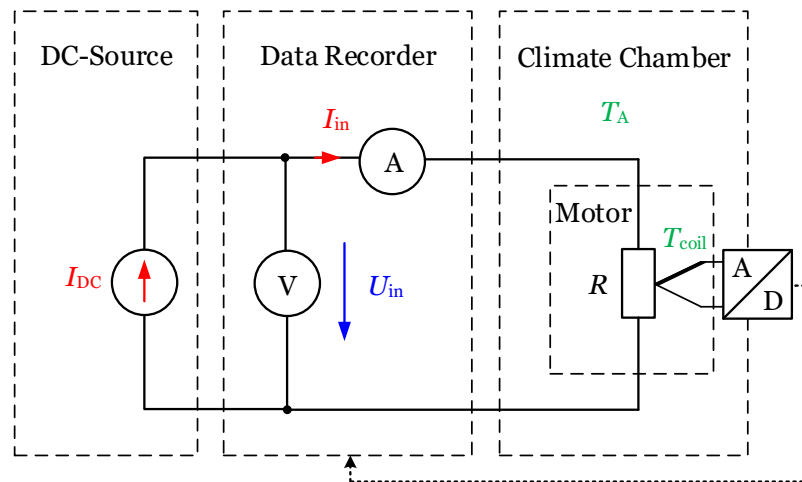 DC-Source
Data Recorder
Climate Chamber
I_in
T_A
A
Motor
T_coil
I_DC
V
U_in
R
A
D